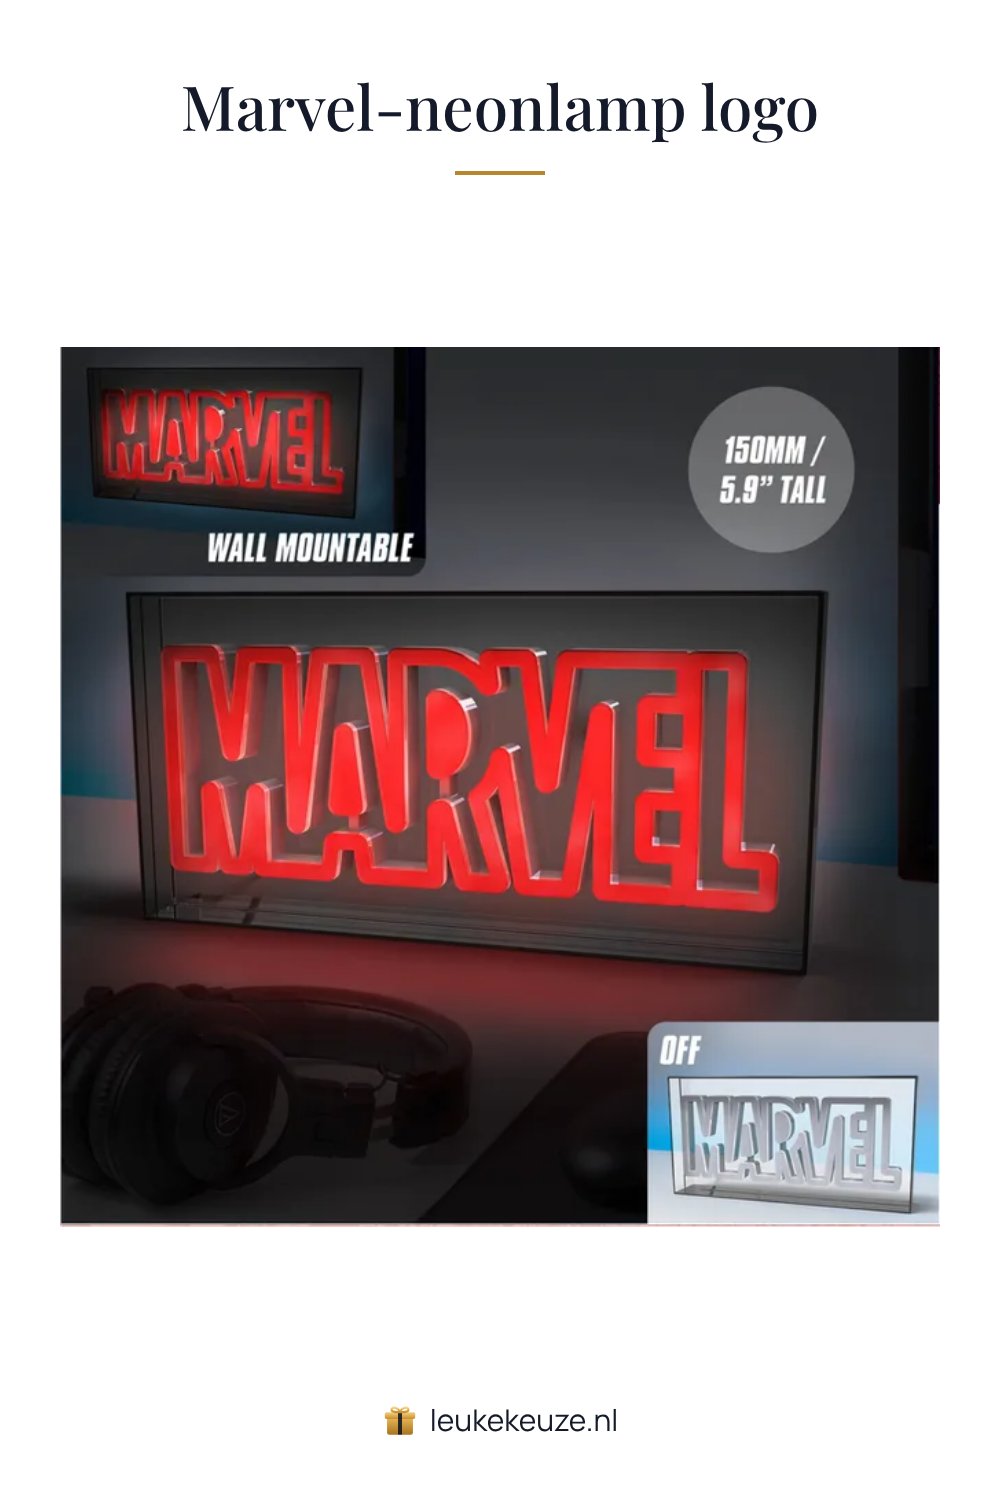 Marvel-neonlamp logo
MARVEL
WALL MOUNTABLE
150MM /
5.9” TALL
MARVEL
OFF
MARVEL
leukekeuze.nl